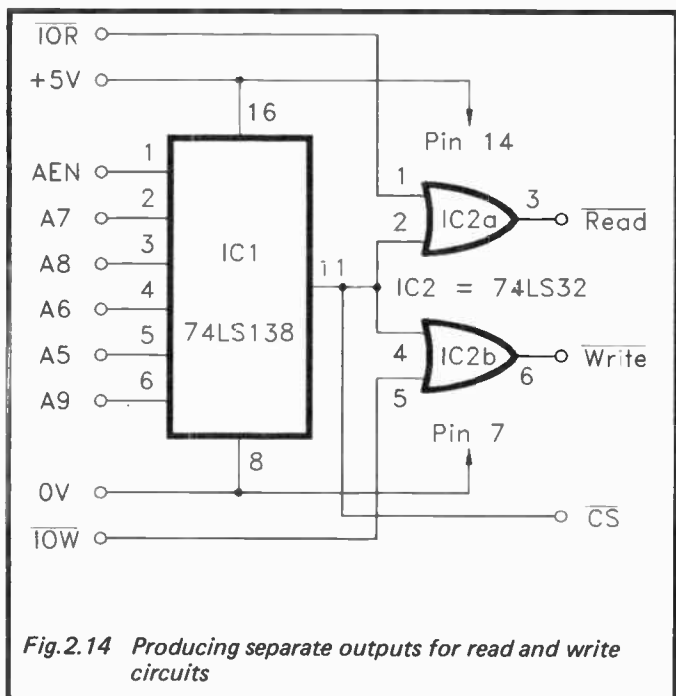 IOR
+5V
16
Pin 14
AEN 1
A7 2
A8 3
A6 4
A5 5
A9 6
IC1
74LS138
11
1
2
IC2a
3
Read
IC2 = 74LS32
4
5
IC2b
6
Write
Pin 7
8
0V
IOW
CS
Fig.2.14 Producing separate outputs for read and write
circuits